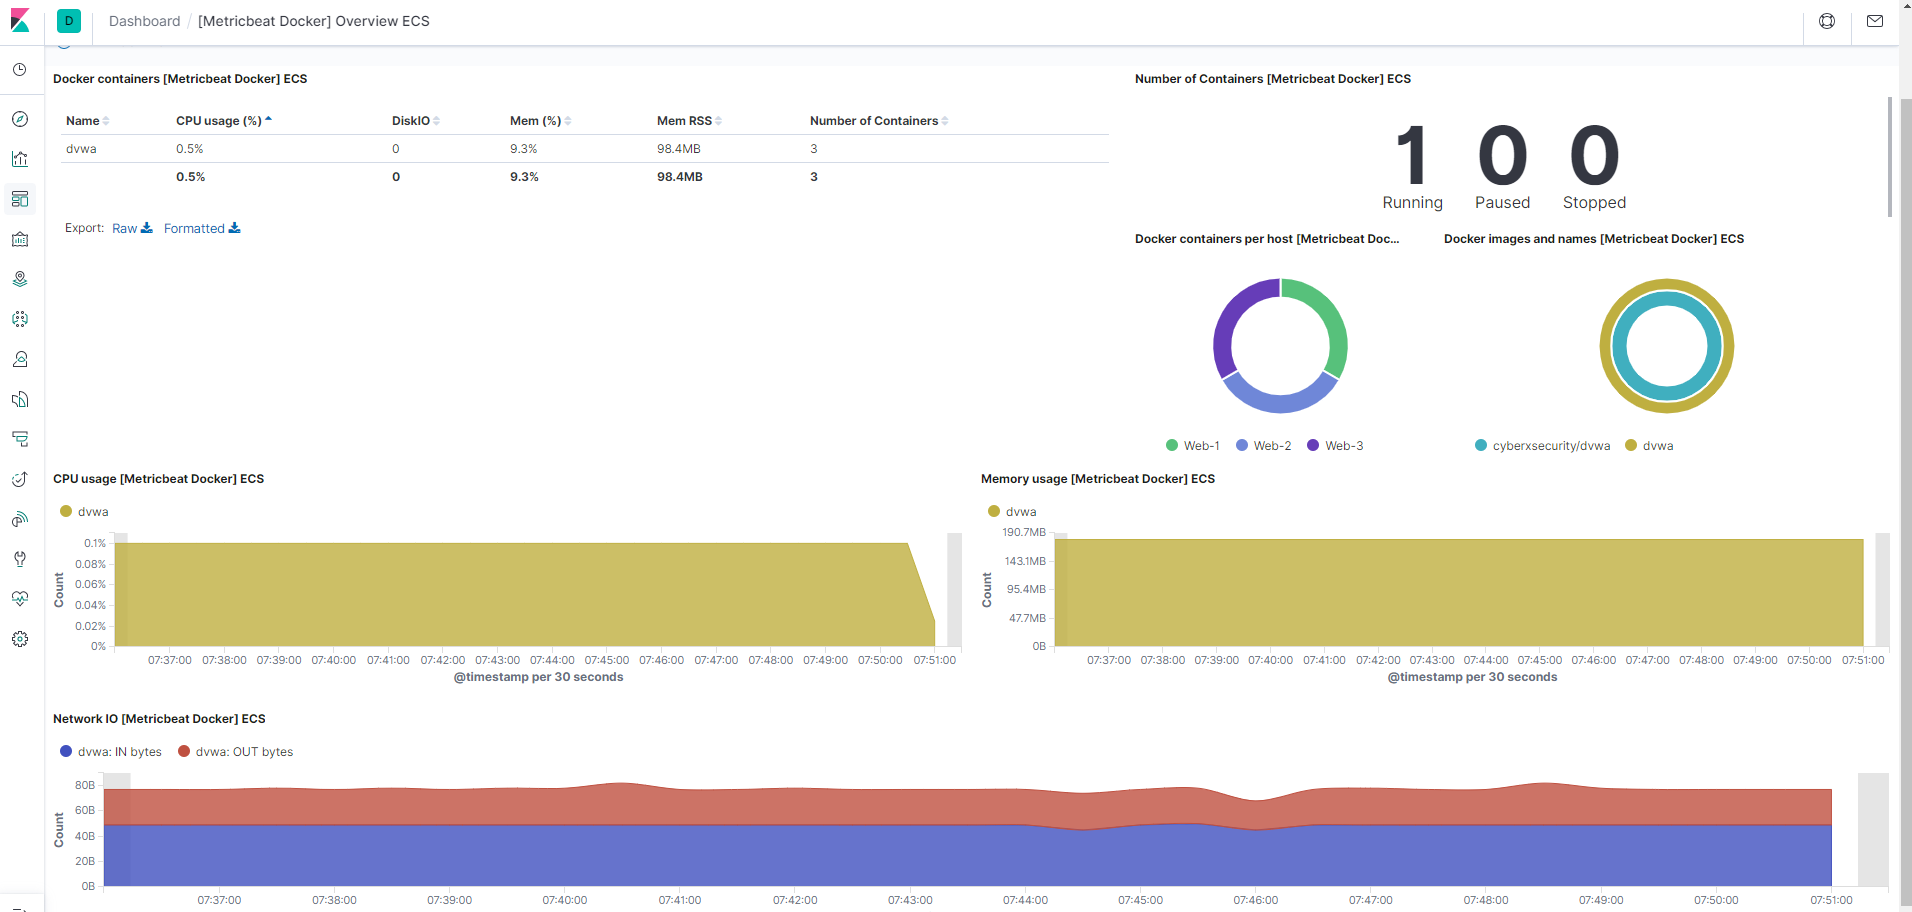 D Dashboard / [Metricbeat Docker] Overview ECS
Docker containers [Metricbeat Docker] ECS
Name CPU usage (%) DiskIO Mem (%) Mem RSS Number of Containers
dvwa 0.5% 0 9.3% 98.4MB 3
0.5% 0 9.3% 98.4MB 3
Export: Raw Formatted
Number of Containers [Metricbeat Docker] ECS
1 0 0
Running Paused Stopped
Docker containers per host [Metricbeat Doc...
Web-1 Web-2 Web-3
Docker images and names [Metricbeat Docker] ECS
cyberxsecurity/dvwa dvwa
CPU usage [Metricbeat Docker] ECS
dvwa
0.1%
0.08%
0.06%
0.04%
0.02%
0%
Count
07:37:00 07:38:00 07:39:00 07:40:00 07:41:00 07:42:00 07:43:00 07:44:00 07:45:00 07:46:00 07:47:00 07:48:00 07:49:00 07:50:00 07:51:00
@timestamp per 30 seconds
Memory usage [Metricbeat Docker] ECS
dvwa
190.7MB
143.1MB
95.4MB
47.7MB
0B
Count
07:37:00 07:38:00 07:39:00 07:40:00 07:41:00 07:42:00 07:43:00 07:44:00 07:45:00 07:46:00 07:47:00 07:48:00 07:49:00 07:50:00 07:51:00
@timestamp per 30 seconds
Network IO [Metricbeat Docker] ECS
dvwa: IN bytes dvwa: OUT bytes
80B
60B
40B
20B
0B
Count
07:37:00 07:38:00 07:39:00 07:40:00 07:41:00 07:42:00 07:43:00 07:44:00 07:45:00 07:46:00 07:47:00 07:48:00 07:49:00 07:50:00 07:51:00